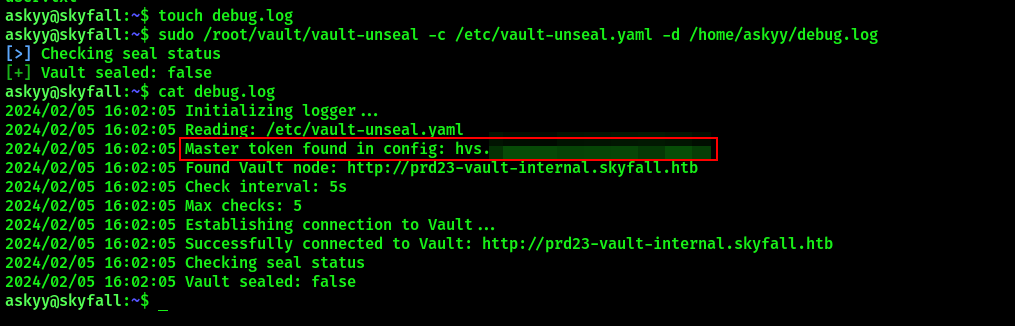 askyy@skyfall:~$ touch debug.log
askyy@skyfall:~$ sudo /root/vault/vault-unseal -c /etc/vault-unseal.yaml -d /home/askyy/debug.log
[>] Checking seal status
[+] Vault sealed: false
askyy@skyfall:~$ cat debug.log
2024/02/05 16:02:05 Initializing logger...
2024/02/05 16:02:05 Reading: /etc/vault-unseal.yaml
2024/02/05 16:02:05 Master token found in config: hvs.
2024/02/05 16:02:05 Found Vault node: http://prd23-vault-internal.skyfall.htb
2024/02/05 16:02:05 Check interval: 5s
2024/02/05 16:02:05 Max checks: 5
2024/02/05 16:02:05 Establishing connection to Vault...
2024/02/05 16:02:05 Successfully connected to Vault: http://prd23-vault-internal.skyfall.htb
2024/02/05 16:02:05 Checking seal status
2024/02/05 16:02:05 Vault sealed: false
askyy@skyfall:~$ _